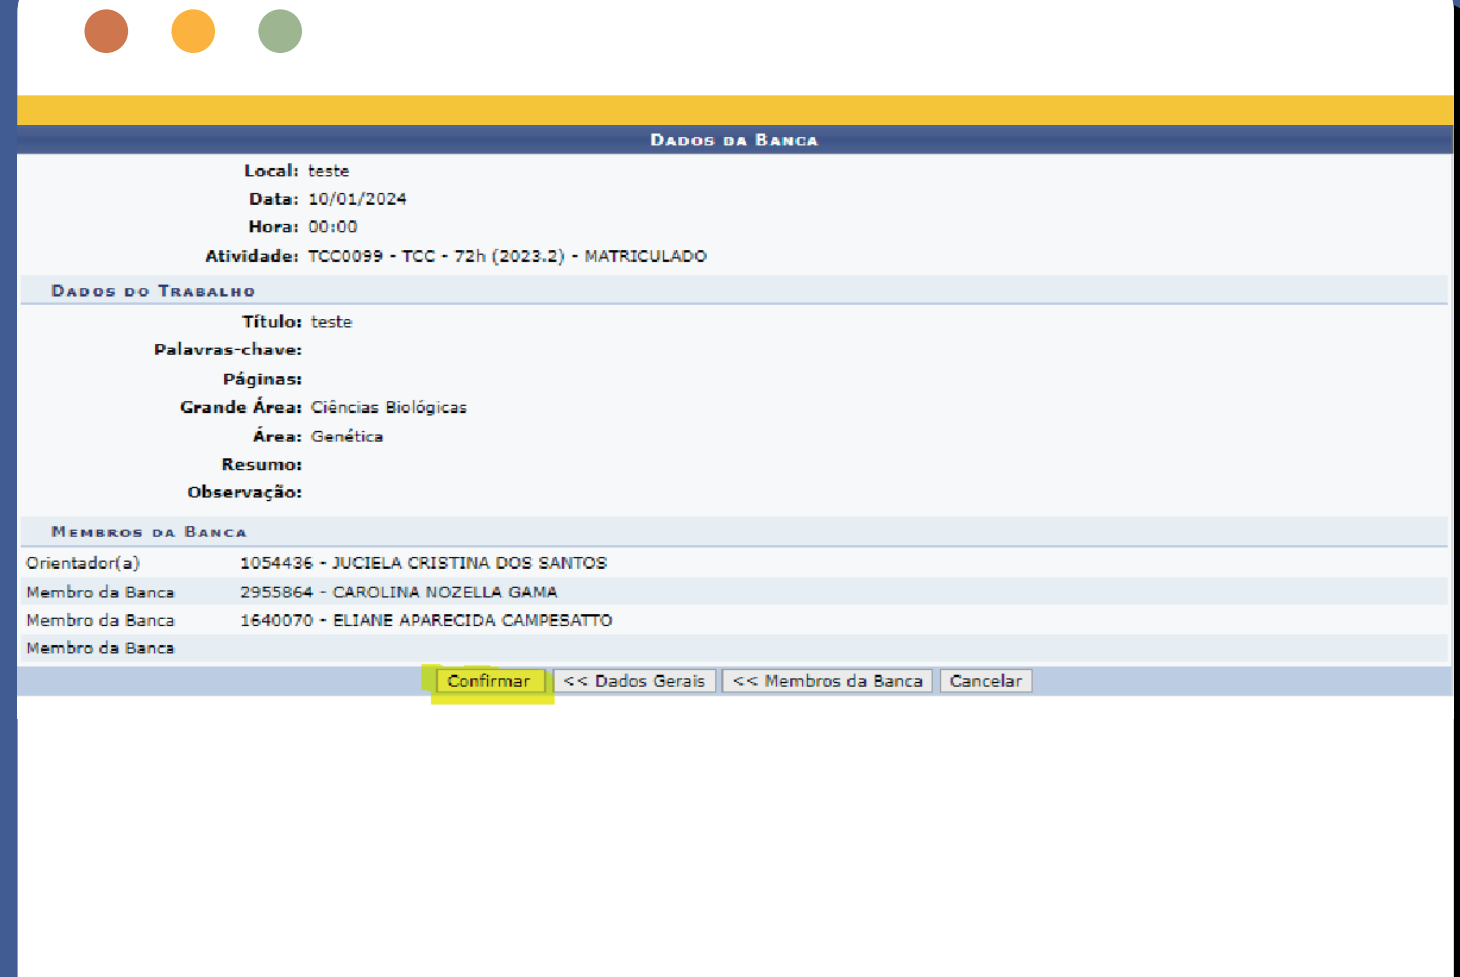 Dados da Banca
Local: teste
Data: 10/01/2024
Hora: 00:00
Atividade: TCC0099 - TCC - 72h (2023.2) - MATRICULADO
Dados do Trabalho
Título: teste
Palavras-chave:
Páginas:
Grande Área: Ciências Biológicas
Área: Genética
Resumo:
Observação:
Membros da Banca
Orientador(a) 1054436 - JUCIELA CRISTINA DOS SANTOS
Membro da Banca 2955864 - CAROLINA NOZELLA GAMA
Membro da Banca 1640070 - ELIANE APARECIDA CAMPESATTO
Membro da Banca
Confirmar << Dados Gerais << Membros da Banca Cancelar